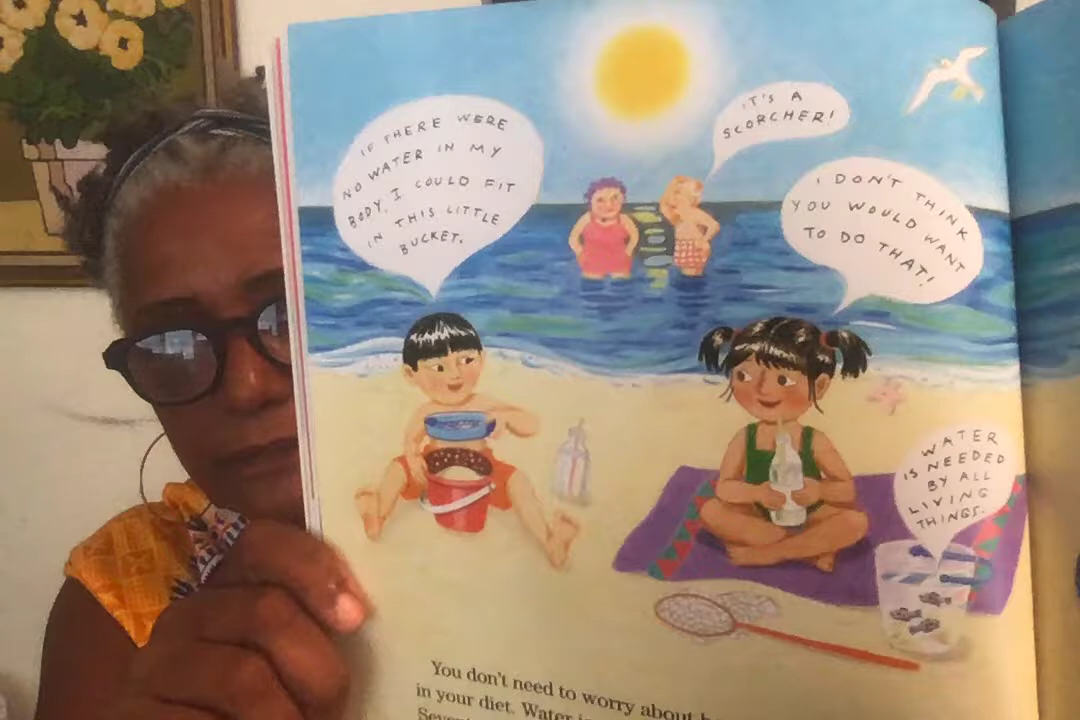 IF THERE WERE
NO WATER IN MY
BODY, I COULD FIT
IN THIS LITTLE
BUCKET.
IT'S A
SCORCHER!
I DON'T THINK
YOU WOULD WANT
TO DO THAT!
WATER
IS NEEDED
BY ALL
LIVING
THINGS.
You don't need to worry about
in your diet. Water